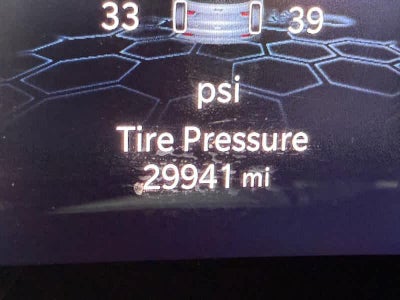 33 39
psi
Tire Pressure
29941 mi